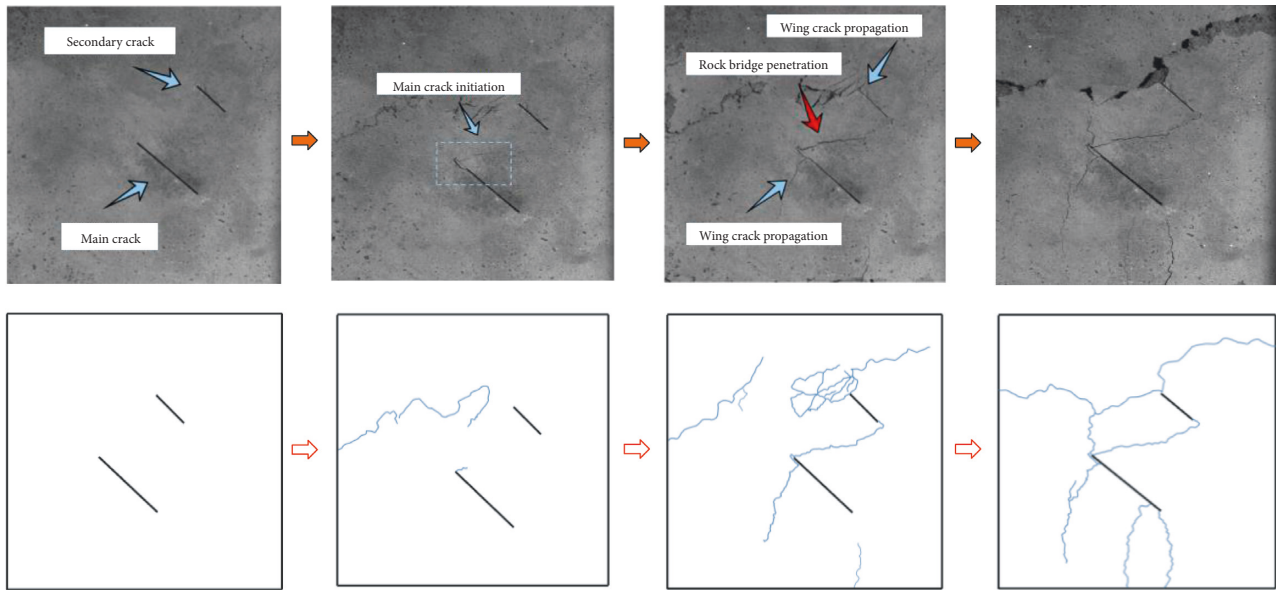 Secondary crack
Main crack
Main crack initiation
Wing crack propagation
Rock bridge penetration
Wing crack propagation